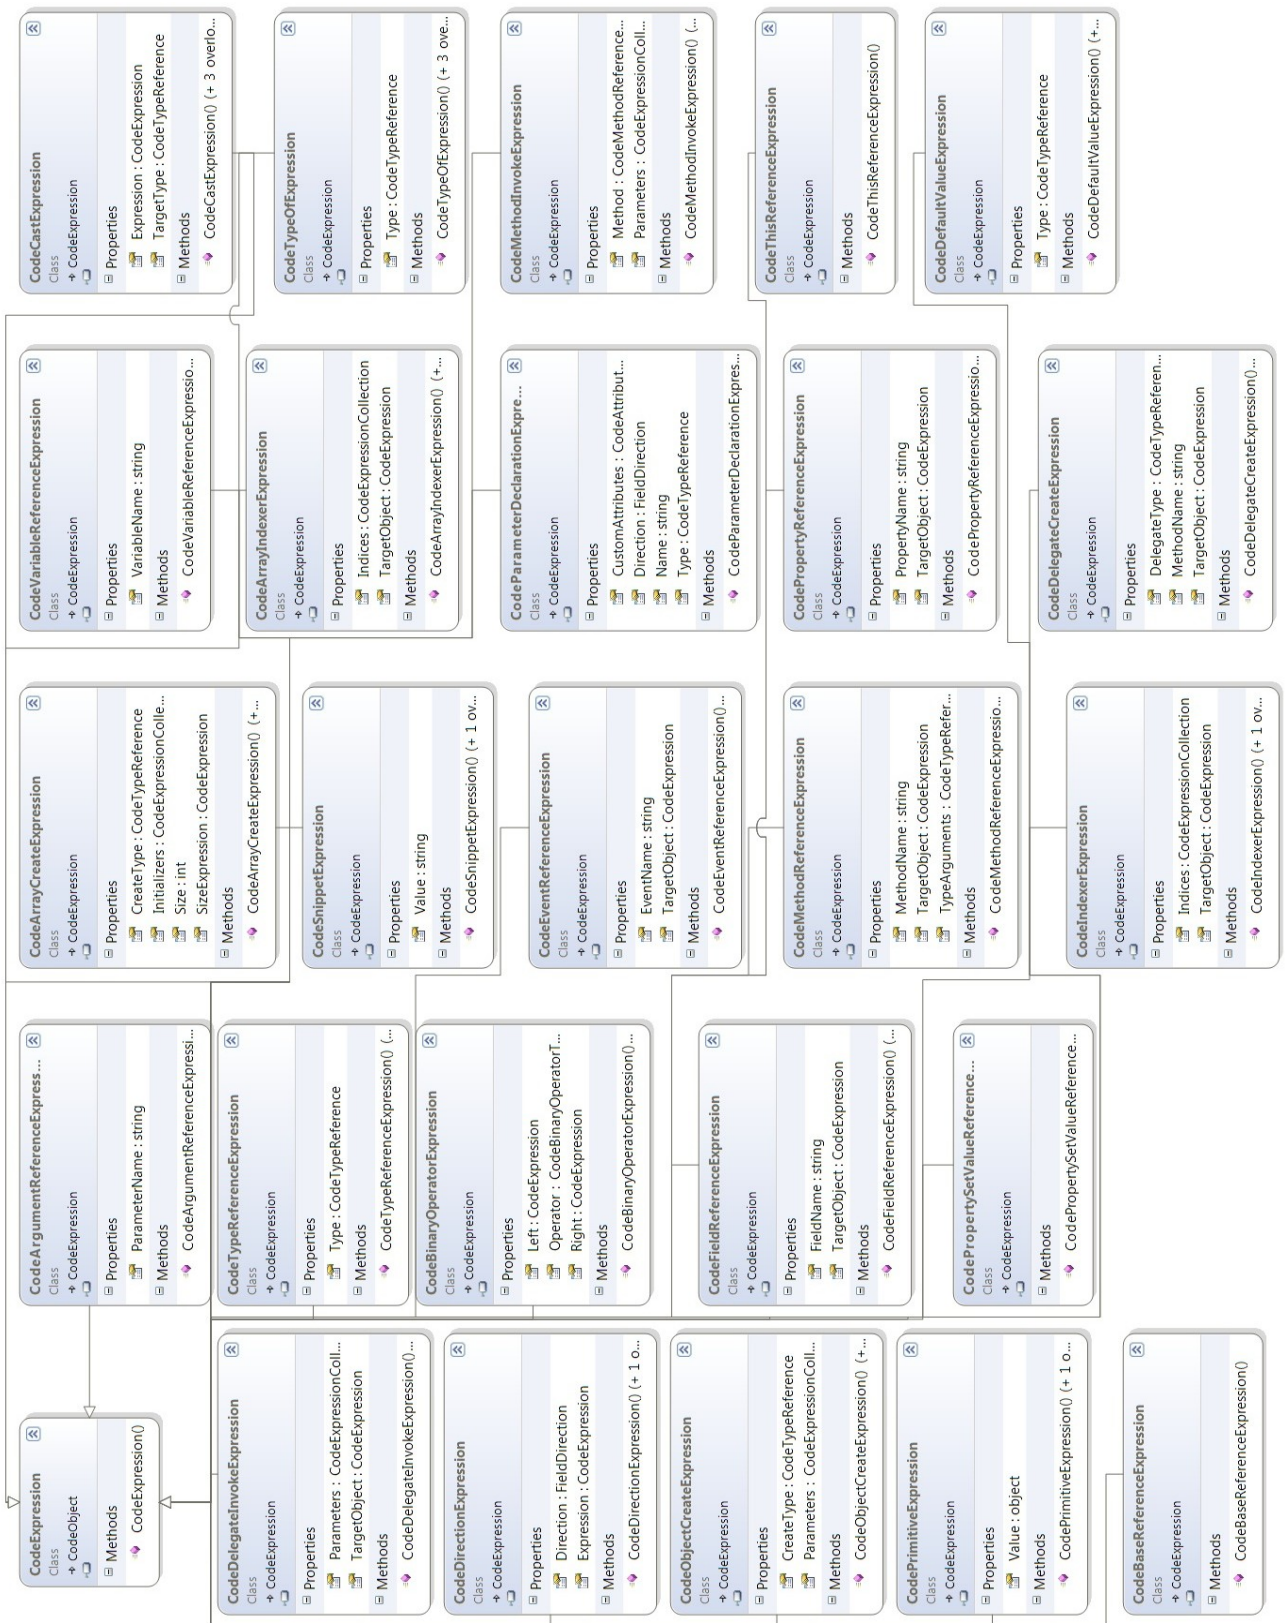 CodeExpression
Class
CodeObject
Methods
CodeExpression()
CodeDelegateInvokeExpression
Class
CodeExpression
Properties
Parameters : CodeExpressionColl...
TargetObject : CodeExpression
Methods
CodeDelegateInvokeExpression()...
CodeDirectionExpression
Class
CodeExpression
Properties
Direction : FieldDirection
Expression : CodeExpression
Methods
CodeDirectionExpression() (+ 1 o...
CodeObjectCreateExpression
Class
CodeExpression
Properties
CreateType : CodeTypeReference
Parameters : CodeExpressionColl...
Methods
CodeObjectCreateExpression() (+...
CodePrimitiveExpression
Class
CodeExpression
Properties
Value : object
Methods
CodePrimitiveExpression() (+ 1 o...
CodeBaseReferenceExpression
Class
CodeExpression
Methods
CodeBaseReferenceExpression()
CodeArgumentReferenceExpress...
Class
CodeExpression
Properties
ParameterName : string
Methods
CodeArgumentReferenceExpressi...
CodeTypeReferenceExpression
Class
CodeExpression
Properties
Type : CodeTypeReference
Methods
CodeTypeReferenceExpression() (...
CodeBinaryOperatorExpression
Class
CodeExpression
Properties
Left : CodeExpression
Operator : CodeBinaryOperatorT...
Right : CodeExpression
Methods
CodeBinaryOperatorExpression()...
CodeFieldReferenceExpression
Class
CodeExpression
Properties
FieldName : string
TargetObject : CodeExpression
Methods
CodeFieldReferenceExpression() (...
CodePropertySetValueReference...
Class
CodeExpression
Methods
CodePropertySetValueReference...
CodeArrayCreateExpression
Class
CodeExpression
Properties
CreateType : CodeTypeReference
Initializers : CodeExpressionColle...
Size : int
SizeExpression : CodeExpression
Methods
CodeArrayCreateExpression() (+...
CodeSnippetExpression
Class
CodeExpression
Properties
Value : string
Methods
CodeSnippetExpression() (+ 1 ov...
CodeEventReferenceExpression
Class
CodeExpression
Properties
EventName : string
TargetObject : CodeExpression
Methods
CodeEventReferenceExpression()...
CodeMethodReferenceExpression
Class
CodeExpression
Properties
MethodName : string
TargetObject : CodeExpression
TypeArguments : CodeTypeRefer...
Methods
CodeMethodReferenceExpressio...
CodeIndexerExpression
Class
CodeExpression
Properties
Indices : CodeExpressionCollection
TargetObject : CodeExpression
Methods
CodeIndexerExpression() (+ 1 ov...
CodeVariableReferenceExpression
Class
CodeExpression
Properties
VariableName : string
Methods
CodeVariableReferenceExpressio...
CodeArrayIndexerExpression
Class
CodeExpression
Properties
Indices : CodeExpressionCollection
TargetObject : CodeExpression
Methods
CodeArrayIndexerExpression() (+...
CodeParameterDeclarationExpre...
Class
CodeExpression
Properties
CustomAttributes : CodeAttribut...
Direction : FieldDirection
Name : string
Type : CodeTypeReference
Methods
CodeParameterDeclarationExpres...
CodePropertyReferenceExpression
Class
CodeExpression
Properties
PropertyName : string
TargetObject : CodeExpression
Methods
CodePropertyReferenceExpressio...
CodeDelegateCreateExpression
Class
CodeExpression
Properties
DelegateType : CodeTypeReferen...
MethodName : string
TargetObject : CodeExpression
Methods
CodeDelegateCreateExpression()...
CodeCastExpression
Class
CodeExpression
Properties
Expression : CodeExpression
TargetType : CodeTypeReference
Methods
CodeCastExpression() (+ 3 overlo...
CodeTypeOfExpression
Class
CodeExpression
Properties
Type : CodeTypeReference
Methods
CodeTypeOfExpression() (+ 3 ove...
CodeMethodInvokeExpression
Class
CodeExpression
Properties
Method : CodeMethodReference...
Parameters : CodeExpressionColl...
Methods
CodeMethodInvokeExpression() (...
CodeThisReferenceExpression
Class
CodeExpression
Methods
CodeThisReferenceExpression()
CodeDefaultValueExpression
Class
CodeExpression
Properties
Type : CodeTypeReference
Methods
CodeDefaultValueExpression() (+...